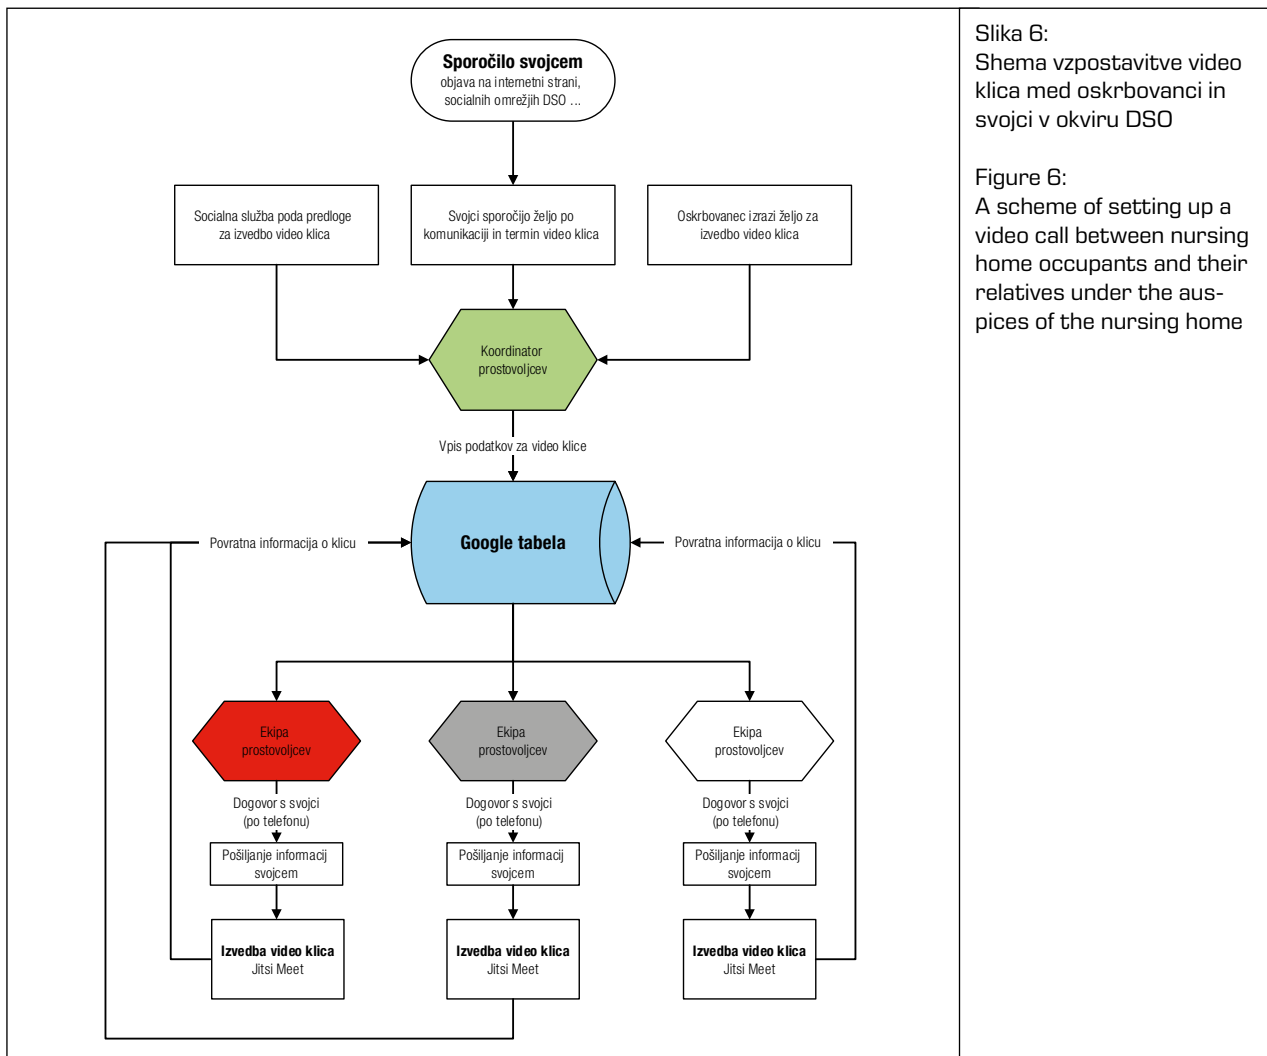 Sporočilo svojcem
objava na internetni strani,
socialnih omrežjih DSO ...
Socialna služba poda predloge
za izvedbo video klica
Svojci sporočijo željo po
komunikaciji in termin video klica
Oskrbovanec izrazi željo za
izvedbo video klica
Koordinator
prostovoljcev
Vpis podatkov za video klice
Povratna informacija o klicu
Google tabela
Povratna informacija o klicu
Ekipa
prostovoljcev
Ekipa
prostovoljcev
Ekipa
prostovoljcev
Dogovor s svojci
(po telefonu)
Dogovor s svojci
(po telefonu)
Dogovor s svojci
(po telefonu)
Pošiljanje informacij
svojcem
Pošiljanje informacij
svojcem
Pošiljanje informacij
svojcem
Izvedba video klica
Jitsi Meet
Izvedba video klica
Jitsi Meet
Izvedba video klica
Jitsi Meet
Slika 6:
Shema vzpostavitve video
klica med oskrbovanci in
svojci v okviru DSO
Figure 6:
A scheme of setting up a
video call between nursing
home occupants and their
relatives under the aus-
pices of the nursing home